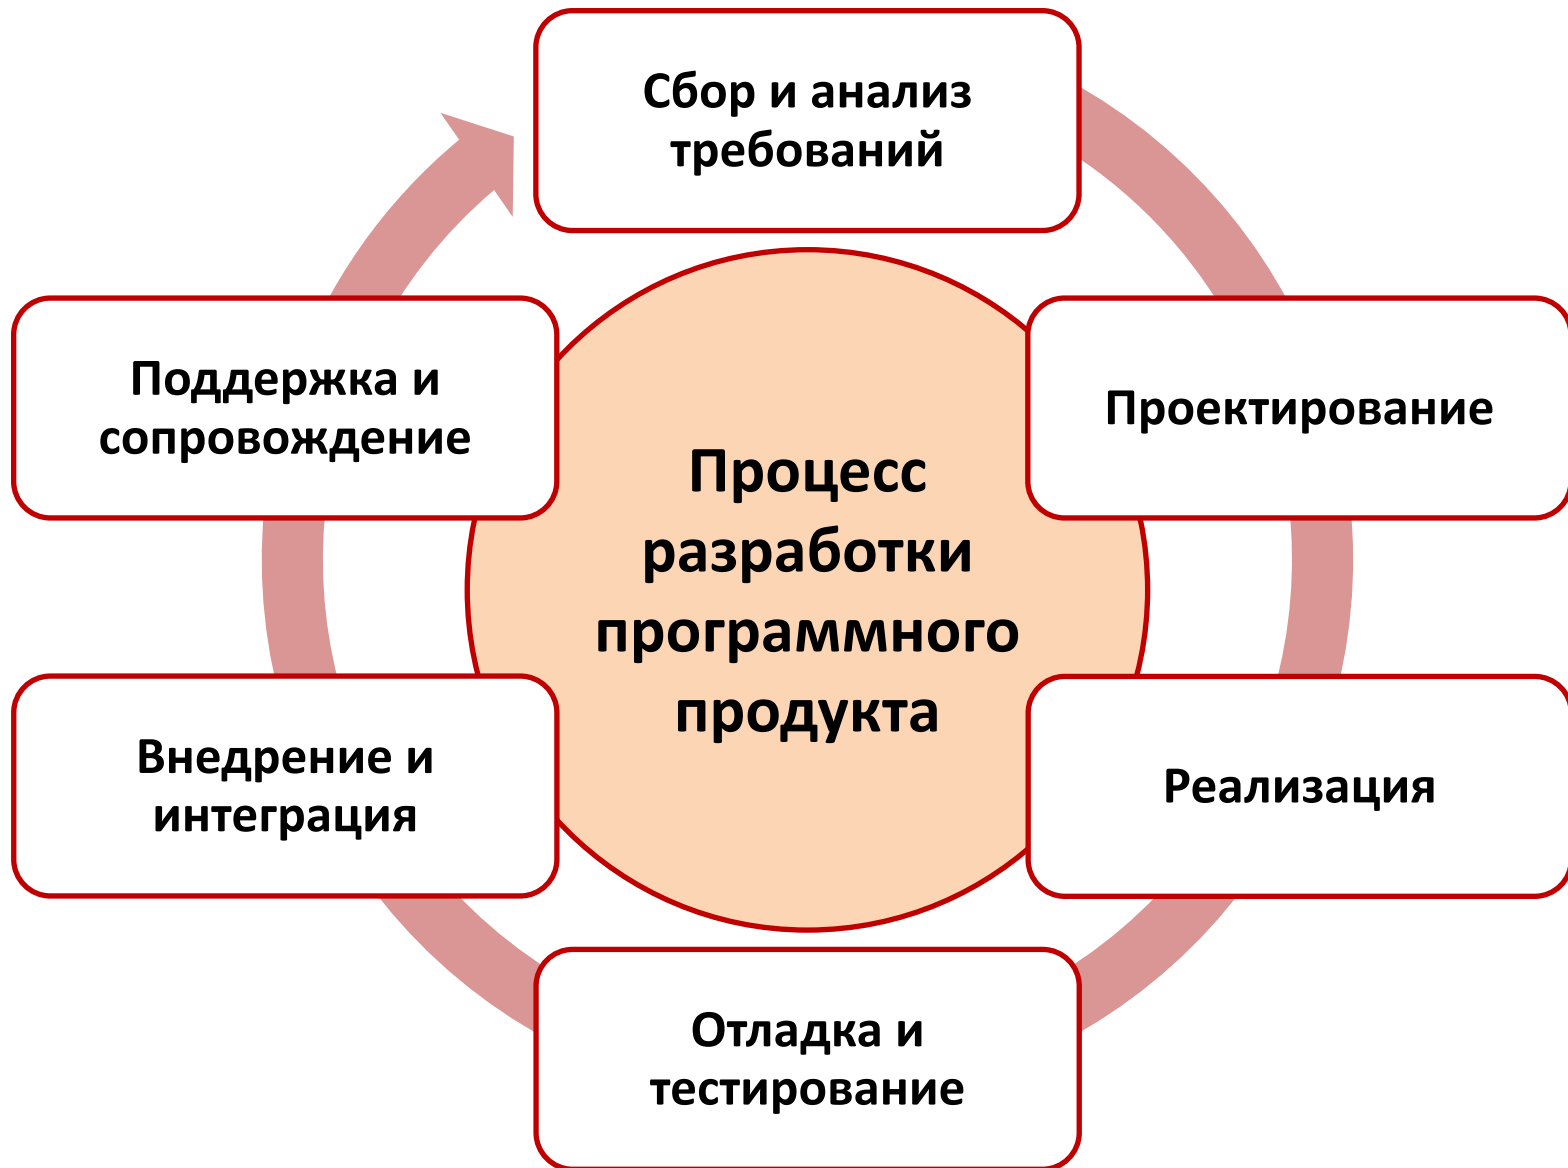 Сбор и анализ
требований
Проектирование
Реализация
Отладка и
тестирование
Внедрение и
интеграция
Поддержка и
сопровождение
Процесс
разработки
программного
продукта